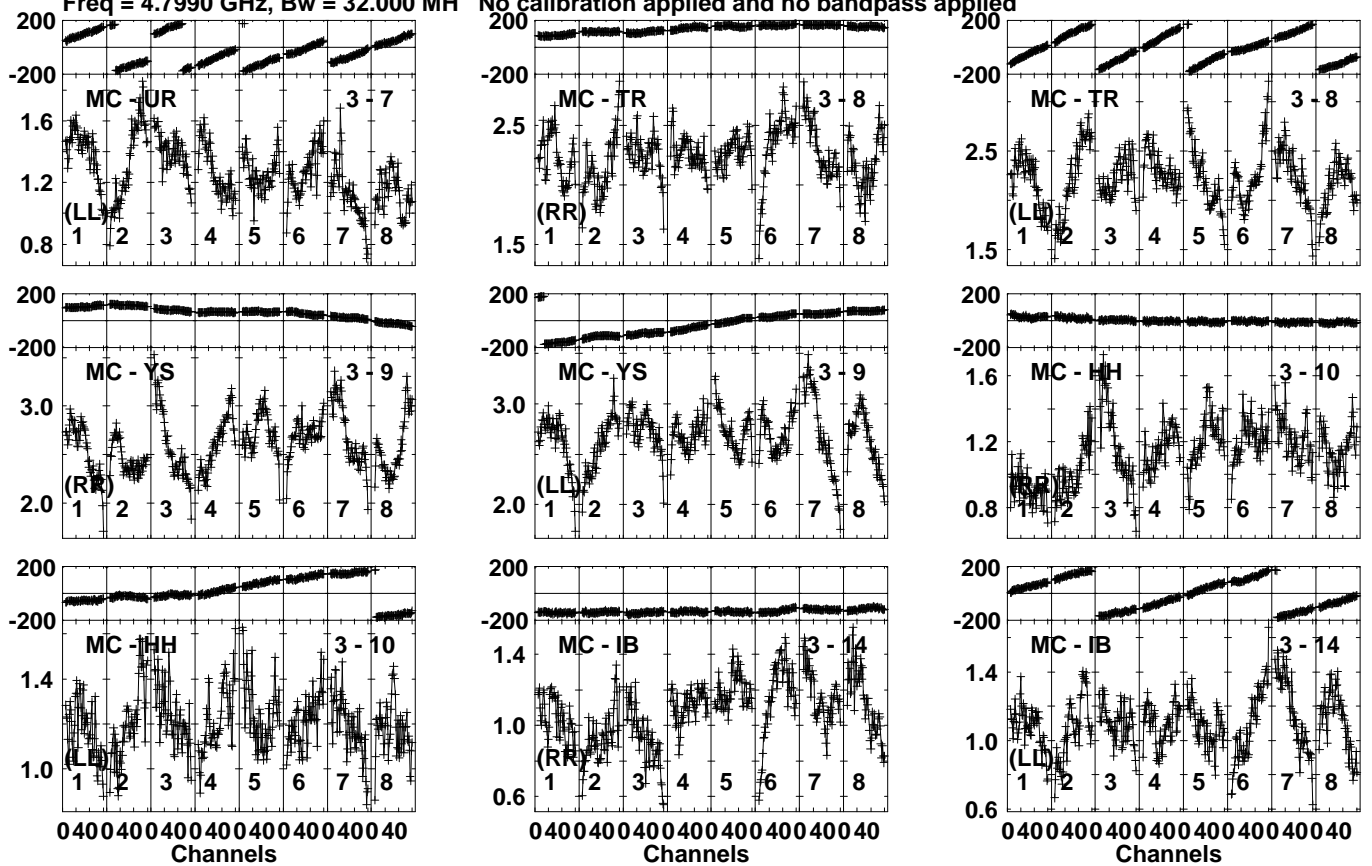 Freq = 4.7990 GHz, Bw = 32.000 MH No calibration applied and no bandpass applied
200 200 200
-200 -200 -200
MC - UR 3 - 7 MC - TR 3 - 8 MC - TR 3 - 8
1.6 2.5 2.5
1.2
(LL) (RR) (LL)
1 2 3 4 5 6 7 8 1 2 3 4 5 6 7 8 1 2 3 4 5 6 7 8
0.8 1.5 1.5
200 200 200
-200 -200 -200
MC - YS 3 - 9 MC - YS 3 - 9 MC - HH 3 - 10
3.0 3.0 1.6
1.2
(RR) (LL) (RR)
2.0 2.0 0.8
1 2 3 4 5 6 7 8 1 2 3 4 5 6 7 8 1 2 3 4 5 6 7 8
200 200 200
-200 -200 -200
MC - HH 3 - 10 MC - IB 3 - 14 MC - IB 3 - 14
1.4 1.4 1.4
1.0 1.0 1.0
(LL) (RR) (LL)
1 2 3 4 5 6 7 8 1 2 3 4 5 6 7 8 1 2 3 4 5 6 7 8
0.6 0.6
0 40 0 40 0 40 0 40 0 40 0 40 0 40 0 40 0 40 0 40 0 40 0 40 0 40 0 40 0 40 0 40 0 40 0 40 0 40 0 40 0 40 0 40 0 40 0 40
Channels Channels Channels